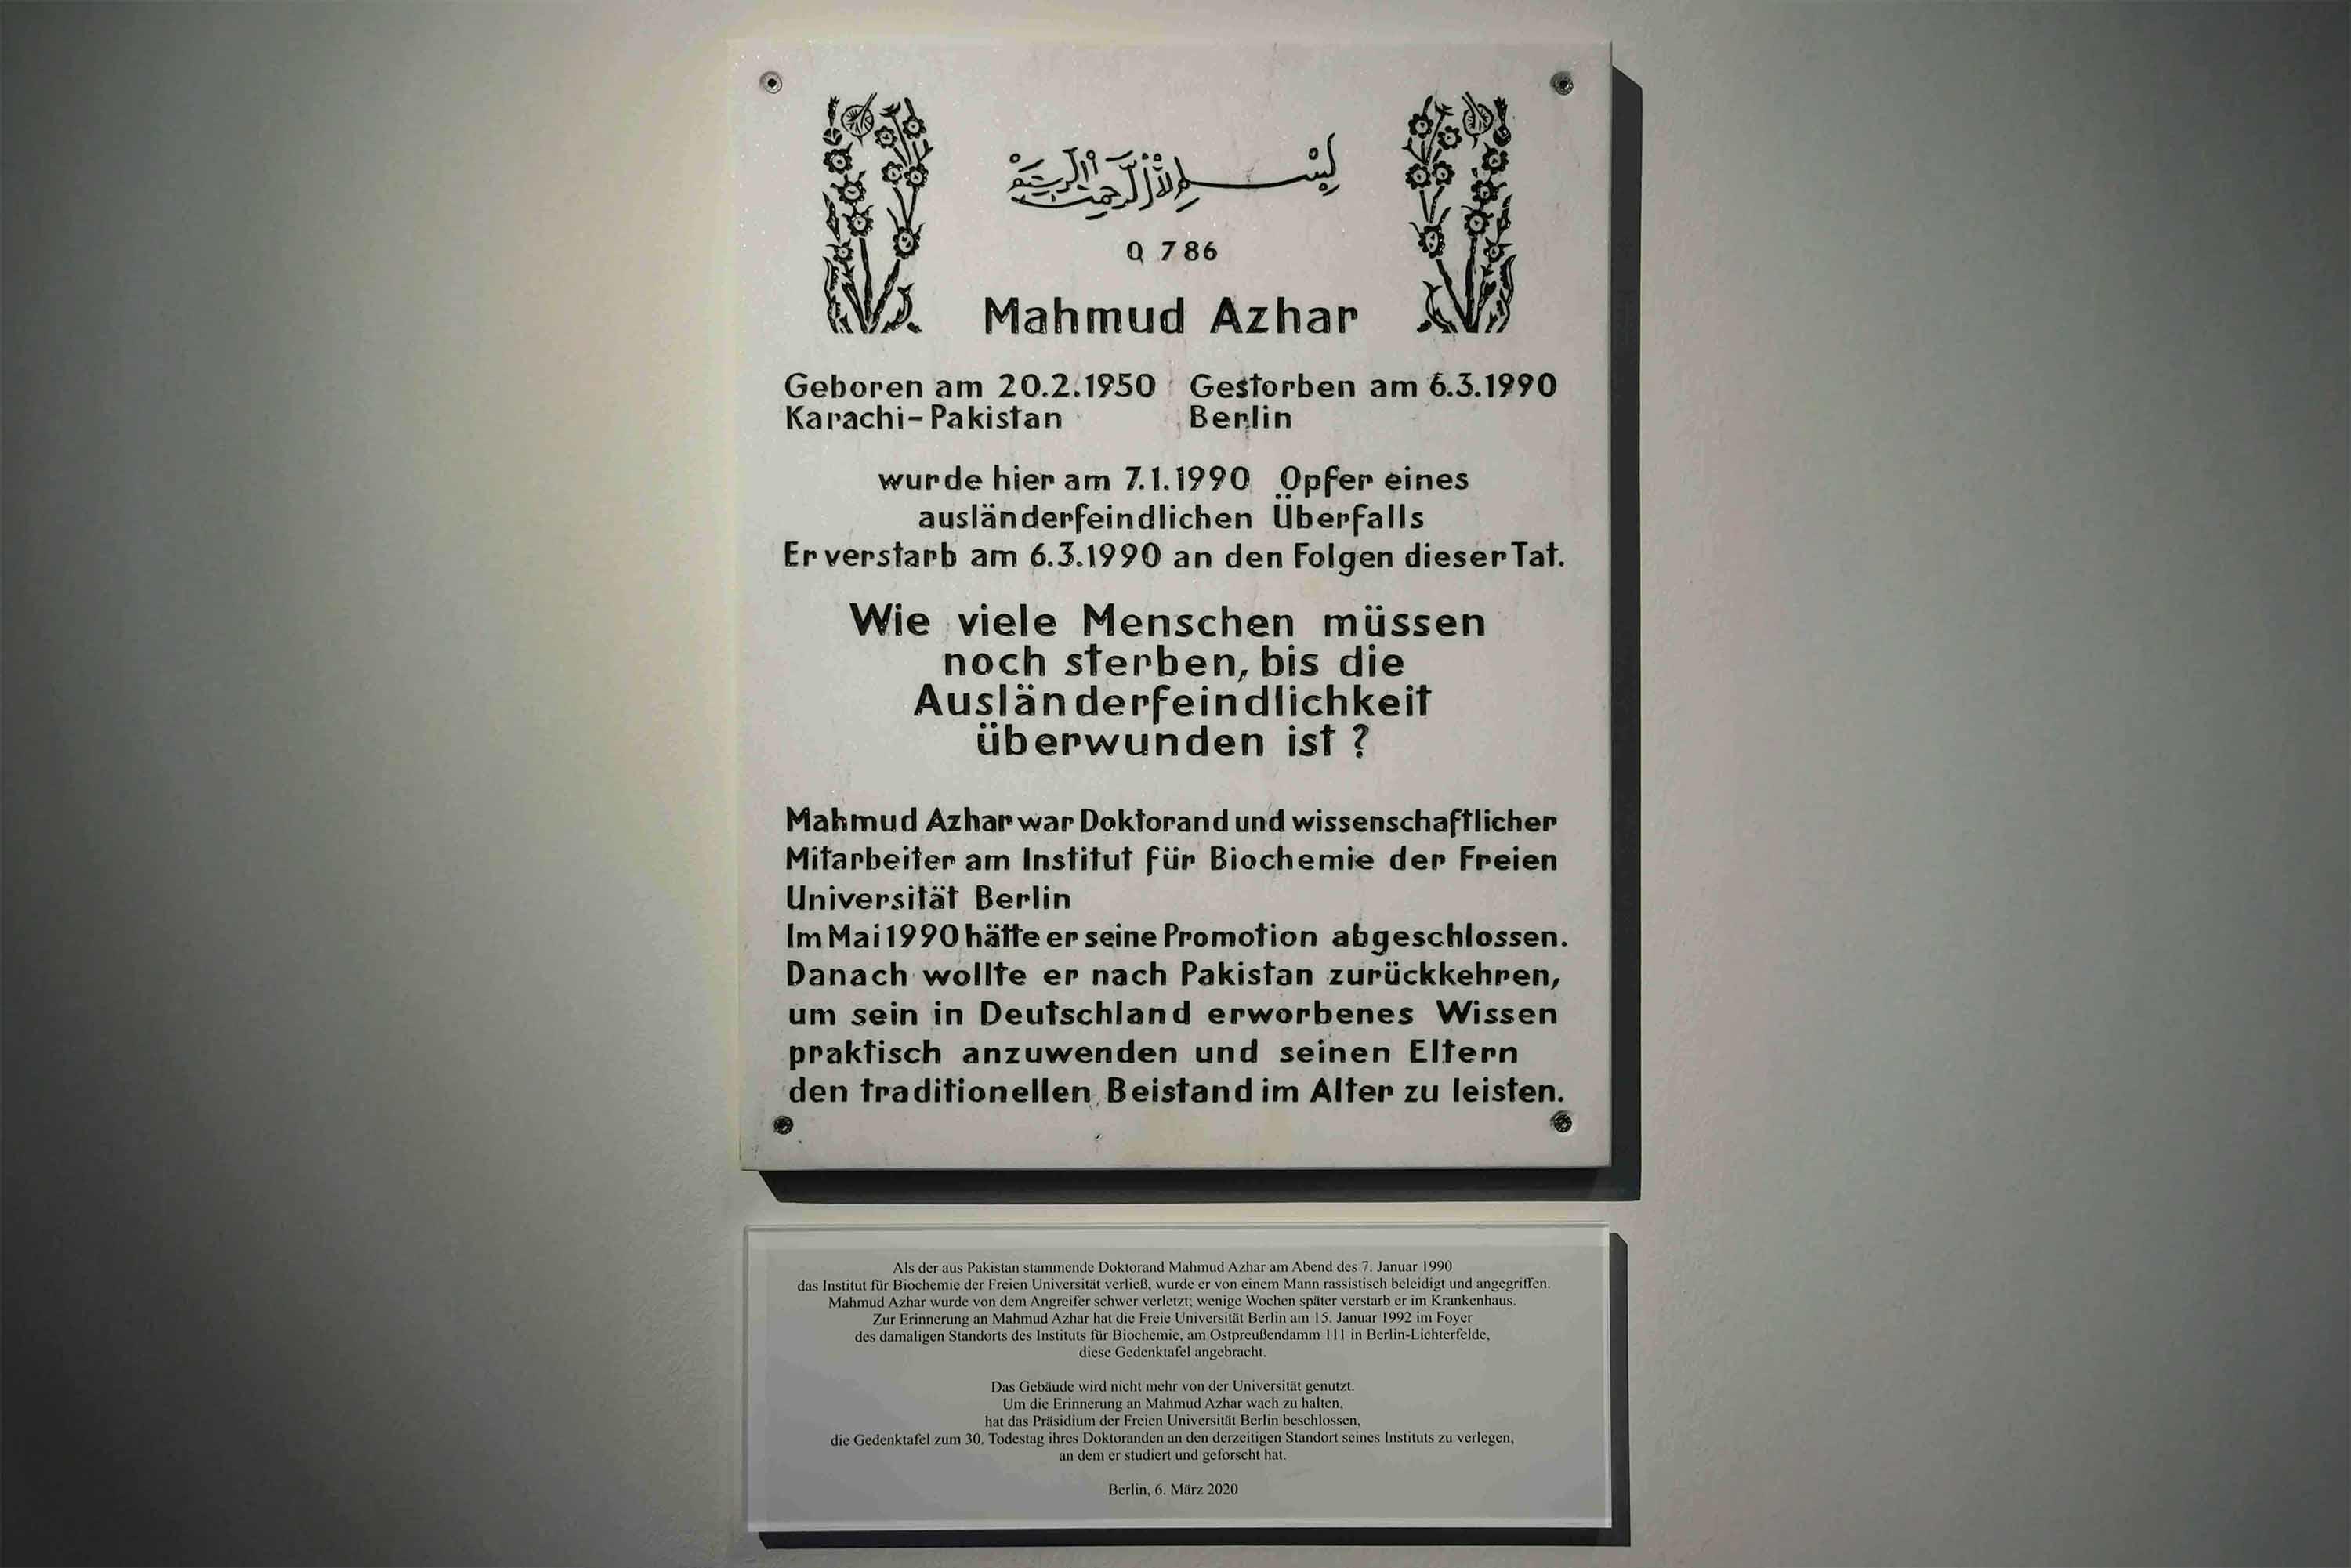 بسم الله الرحمن الرحيم
Q 786
Mahmud Azhar
Geboren am 20.2.1950 Gestorben am 6.3.1990
Karachi-Pakistan Berlin
wurde hier am 7.1.1990 Opfer eines
ausländerfeindlichen Überfalls
Er verstarb am 6.3.1990 an den Folgen dieser Tat.
Wie viele Menschen müssen
noch sterben, bis die
Ausländerfeindlichkeit
überwunden ist ?
Mahmud Azhar war Doktorand und wissenschaftlicher
Mitarbeiter am Institut für Biochemie der Freien
Universität Berlin
Im Mai 1990 hätte er seine Promotion abgeschlossen.
Danach wollte er nach Pakistan zurückkehren,
um sein in Deutschland erworbenes Wissen
praktisch anzuwenden und seinen Eltern
den traditionellen Beistand im Alter zu leisten.
Als der aus Pakistan stammende Doktorand Mahmud Azhar am Abend des 7. Januar 1990
das Institut für Biochemie der Freien Universität verließ, wurde er von einem Mann rassistisch beleidigt und angegriffen.
Mahmud Azhar wurde von dem Angreifer schwer verletzt; wenige Wochen später verstarb er im Krankenhaus.
Zur Erinnerung an Mahmud Azhar hat die Freie Universität Berlin am 15. Januar 1992 im Foyer
des damaligen Standorts des Instituts für Biochemie, am Ostpreußendamm 111 in Berlin-Lichterfelde,
diese Gedenktafel angebracht.
Das Gebäude wird nicht mehr von der Universität genutzt.
Um die Erinnerung an Mahmud Azhar wach zu halten,
hat das Präsidium der Freien Universität Berlin beschlossen,
die Gedenktafel zum 30. Todestag ihres Doktoranden an den derzeitigen Standort seines Instituts zu verlegen,
an dem er studiert und geforscht hat.
Berlin, 6. März 2020